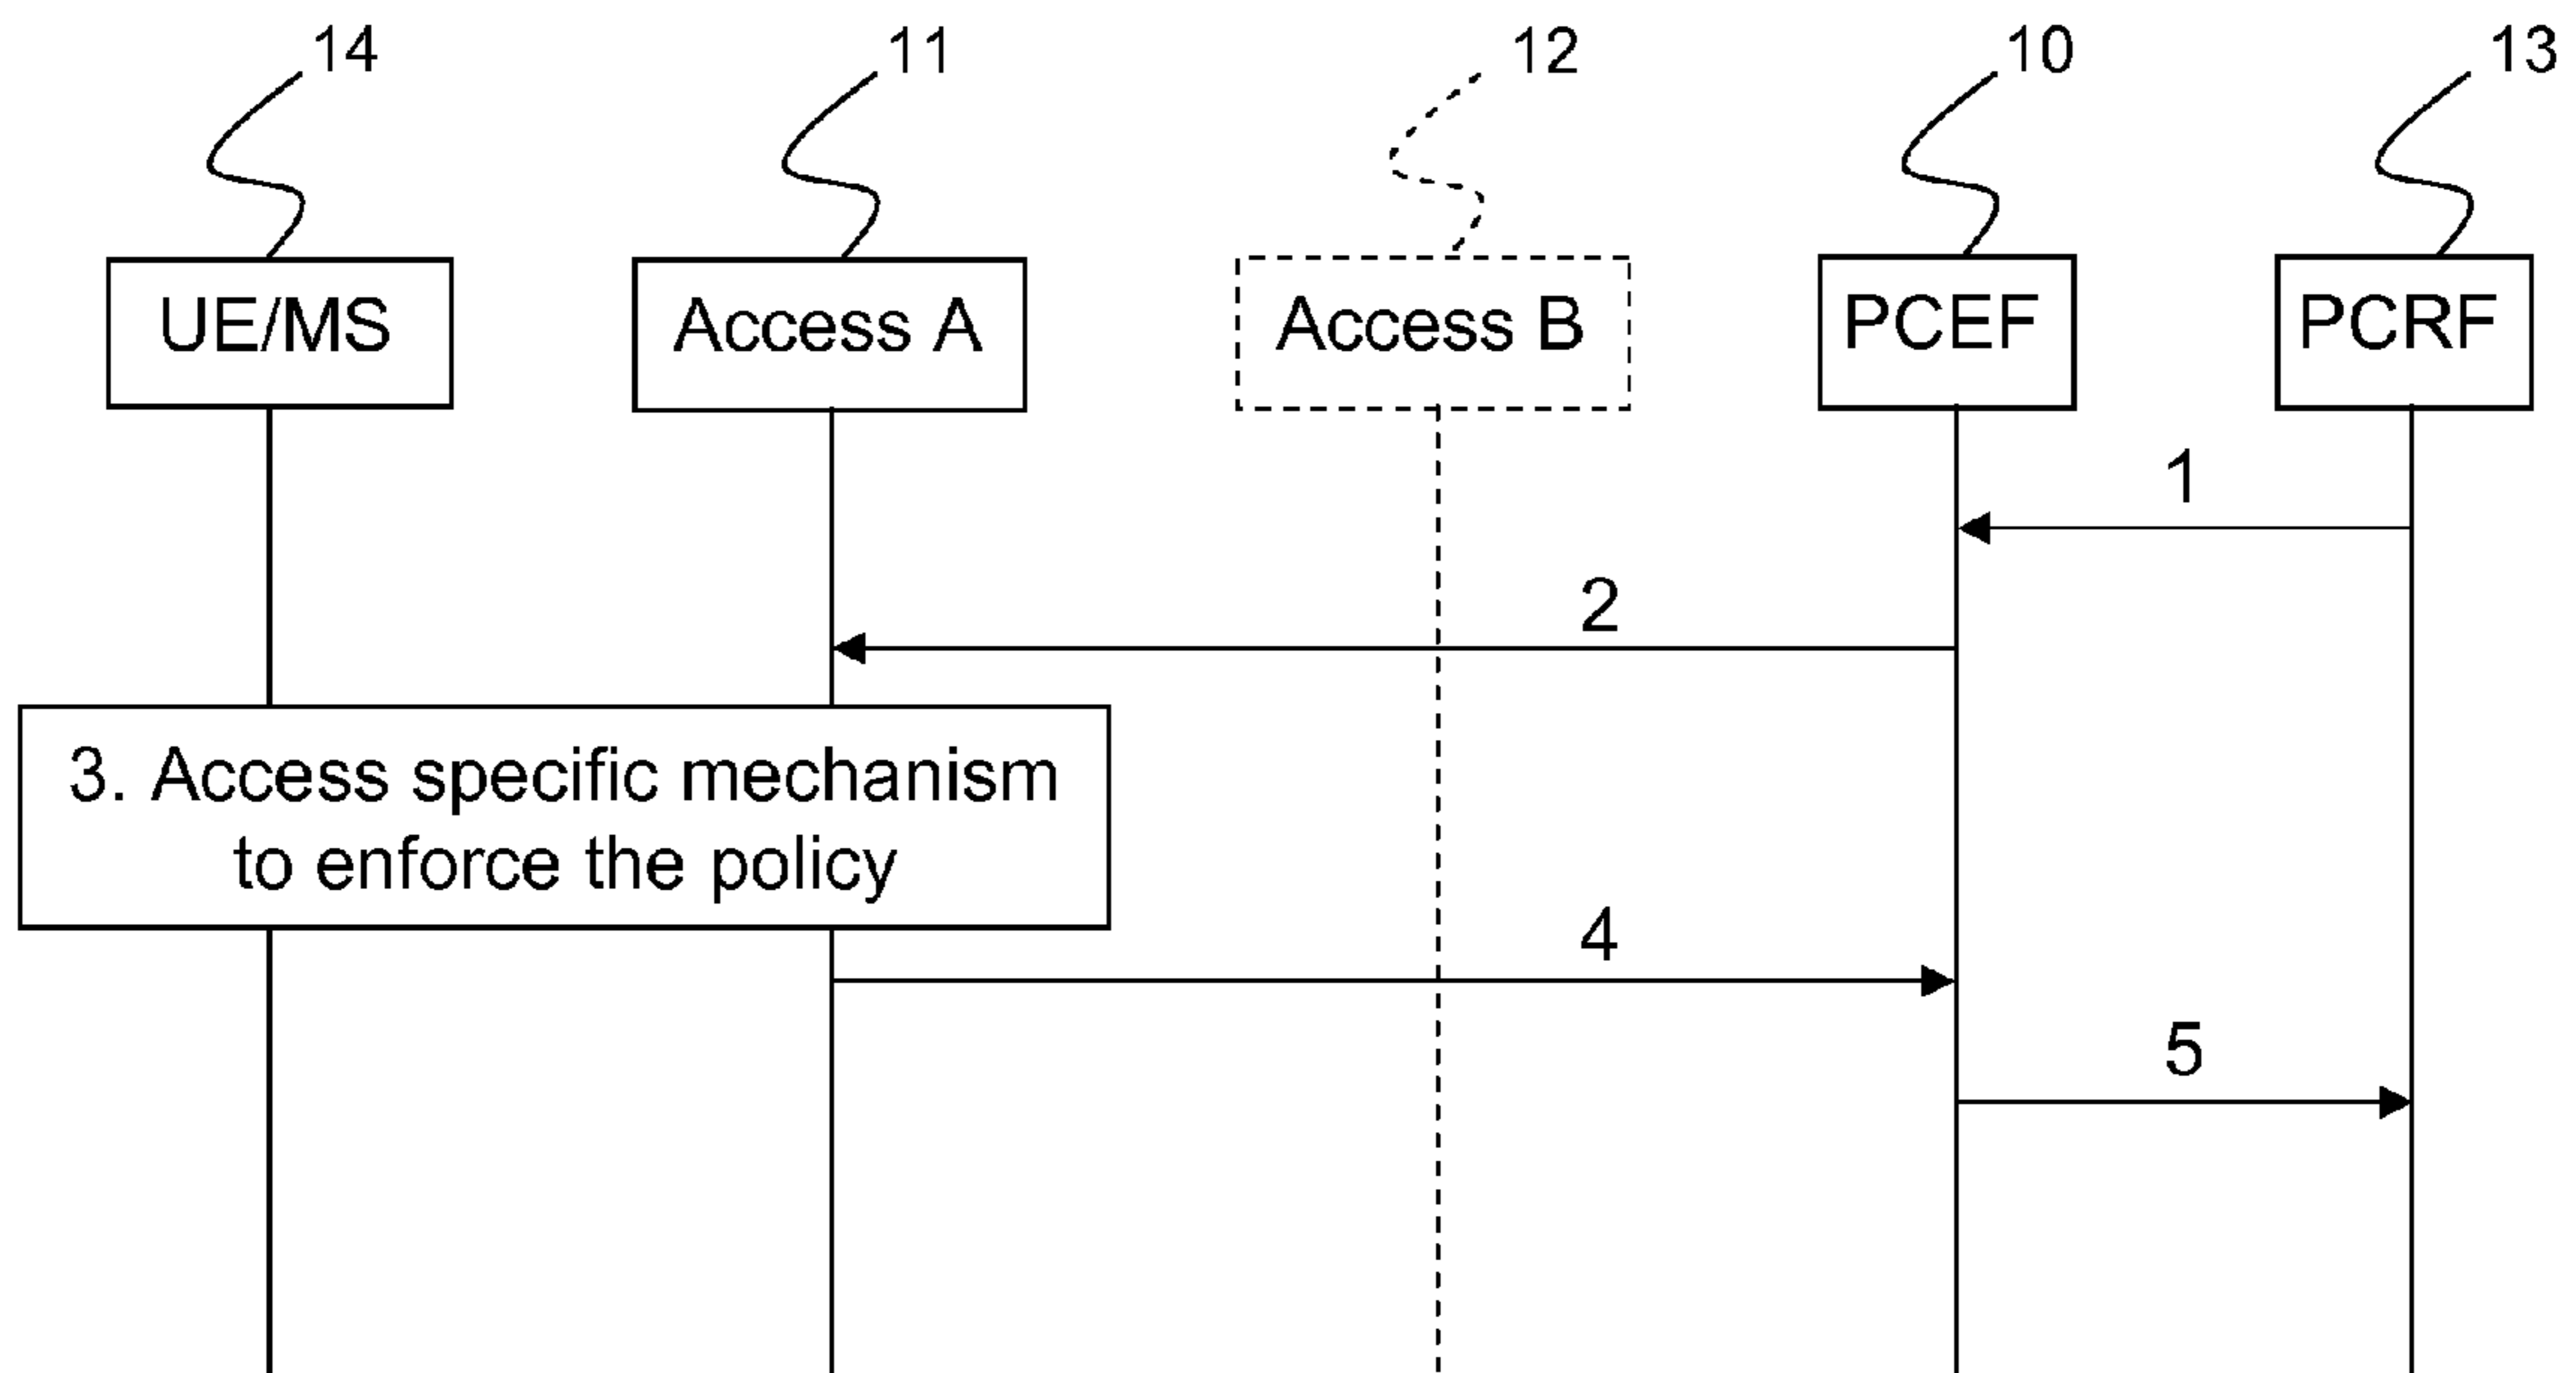 14
11
12
10
13
UE/MS
Access A
Access B
PCEF
PCRF
1
2
3. Access specific mechanism
to enforce the policy
4
5